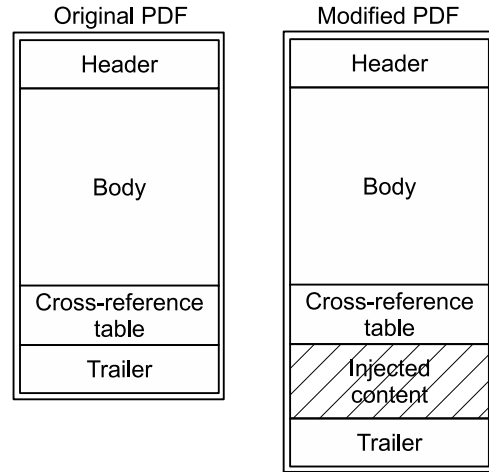 Original PDF
Header
Body
Cross-reference
table
Trailer
Modified PDF
Header
Body
Cross-reference
table
Injected
content
Trailer